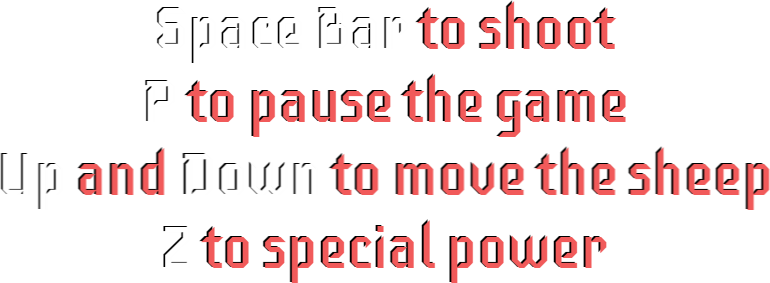 Space Bar to shoot
P to pause the game
Up and Down to move the sheep
Z to special power